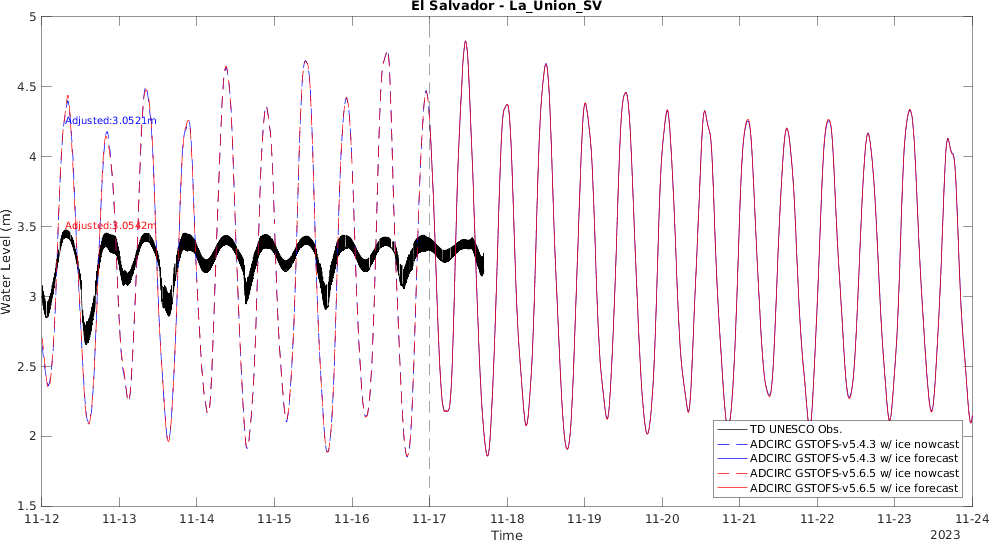 El Salvador - La_Union_SV
5
4.5
4
3.5
3
2.5
2
1.5
Water Level (m)
Adjusted:3.0521m
Adjusted:3.0542m
TD UNESCO Obs.
ADCIRC GSTOFS-v5.4.3 w/ ice nowcast
ADCIRC GSTOFS-v5.4.3 w/ ice forecast
ADCIRC GSTOFS-v5.6.5 w/ ice nowcast
ADCIRC GSTOFS-v5.6.5 w/ ice forecast
11-12 11-13 11-14 11-15 11-16 11-17 11-18 11-19 11-20 11-21 11-22 11-23 11-24
Time
2023